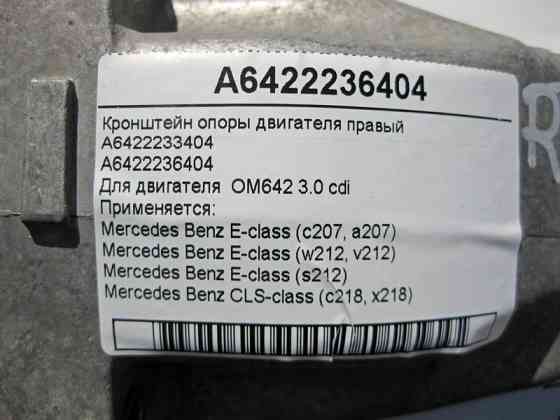 A6422236404
Кронштейн опоры двигателя правый
A6422233404
A6422236404
Для двигателя OM642 3.0 cdi
Применяется:
Mercedes Benz E-class (c207, a207)
Mercedes Benz E-class (w212, v212)
Mercedes Benz E-class (s212)
Mercedes Benz CLS-class (c218, x218)